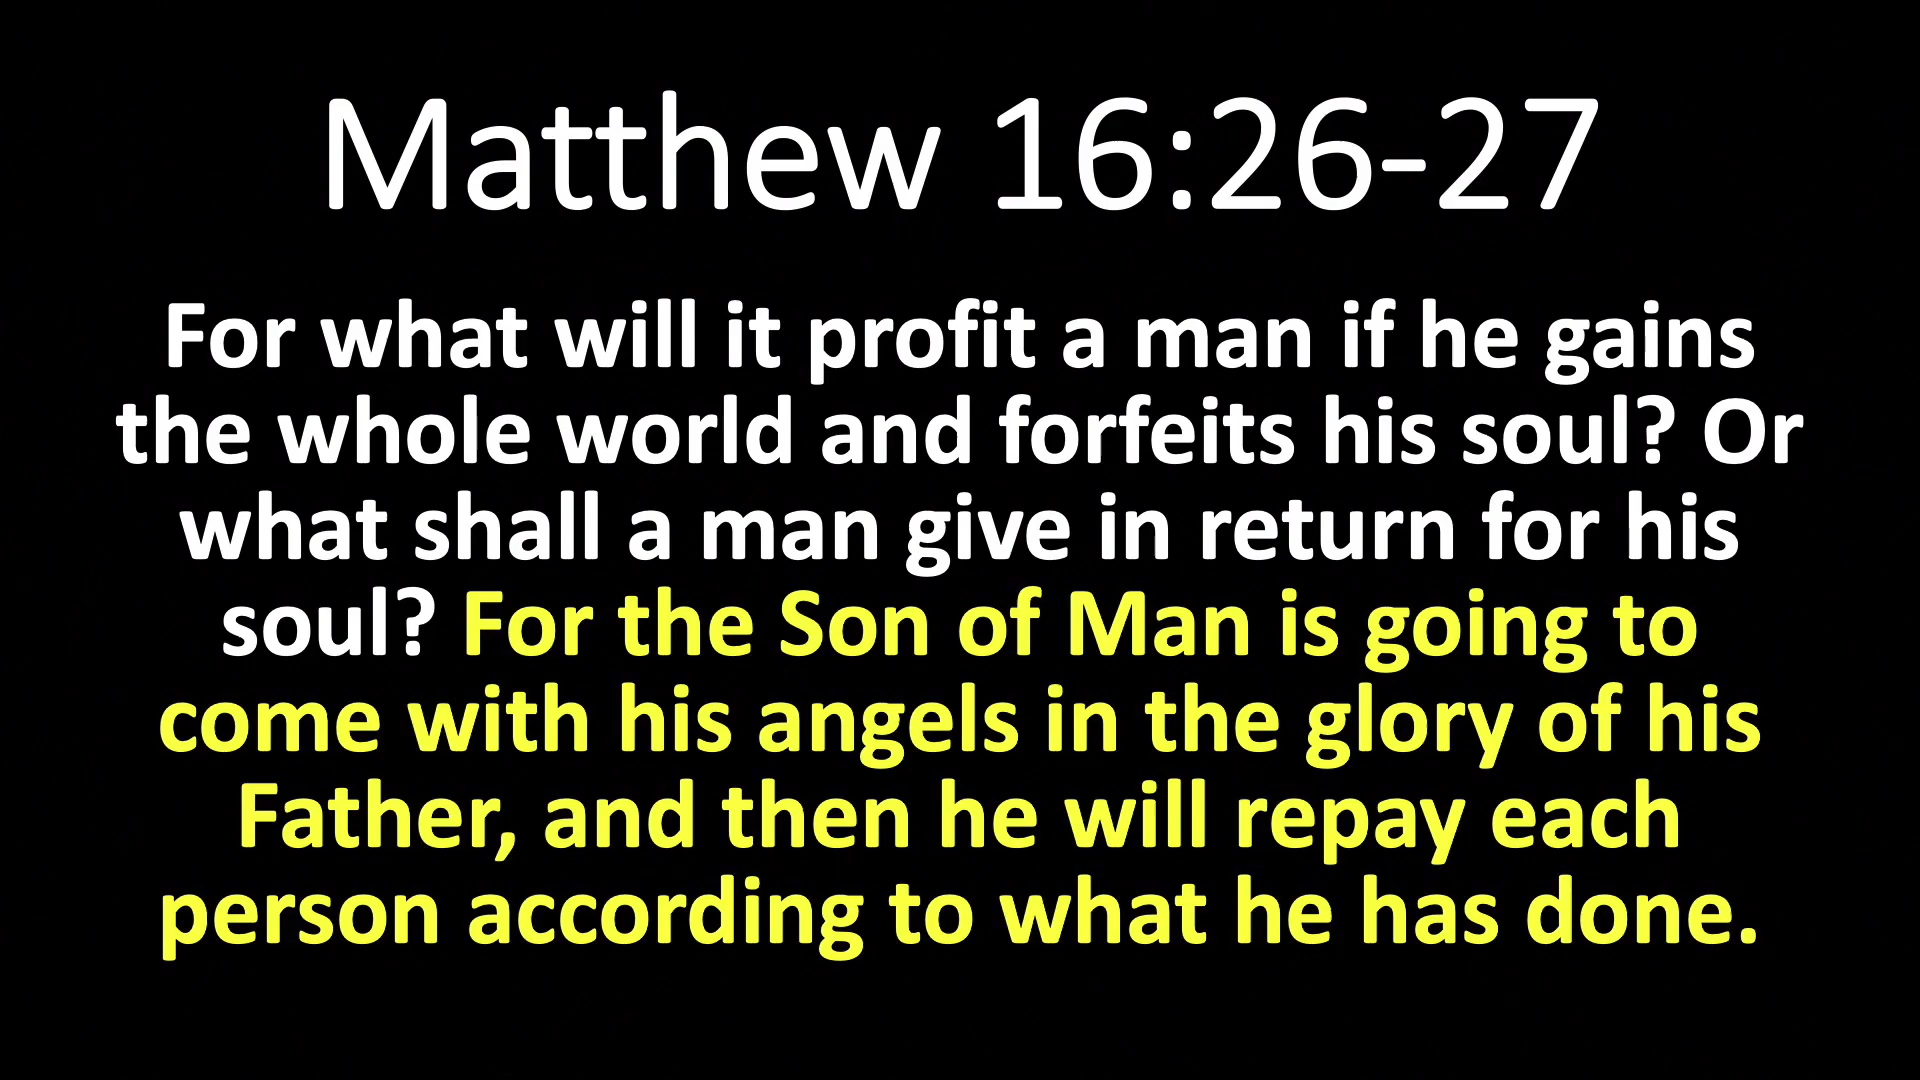 Matthew 16:26-27
For what will it profit a man if he gains
the whole world and forfeits his soul? Or
what shall a man give in return for his
soul? For the Son of Man is going to
come with his angels in the glory of his
Father, and then he will repay each
person according to what he has done.